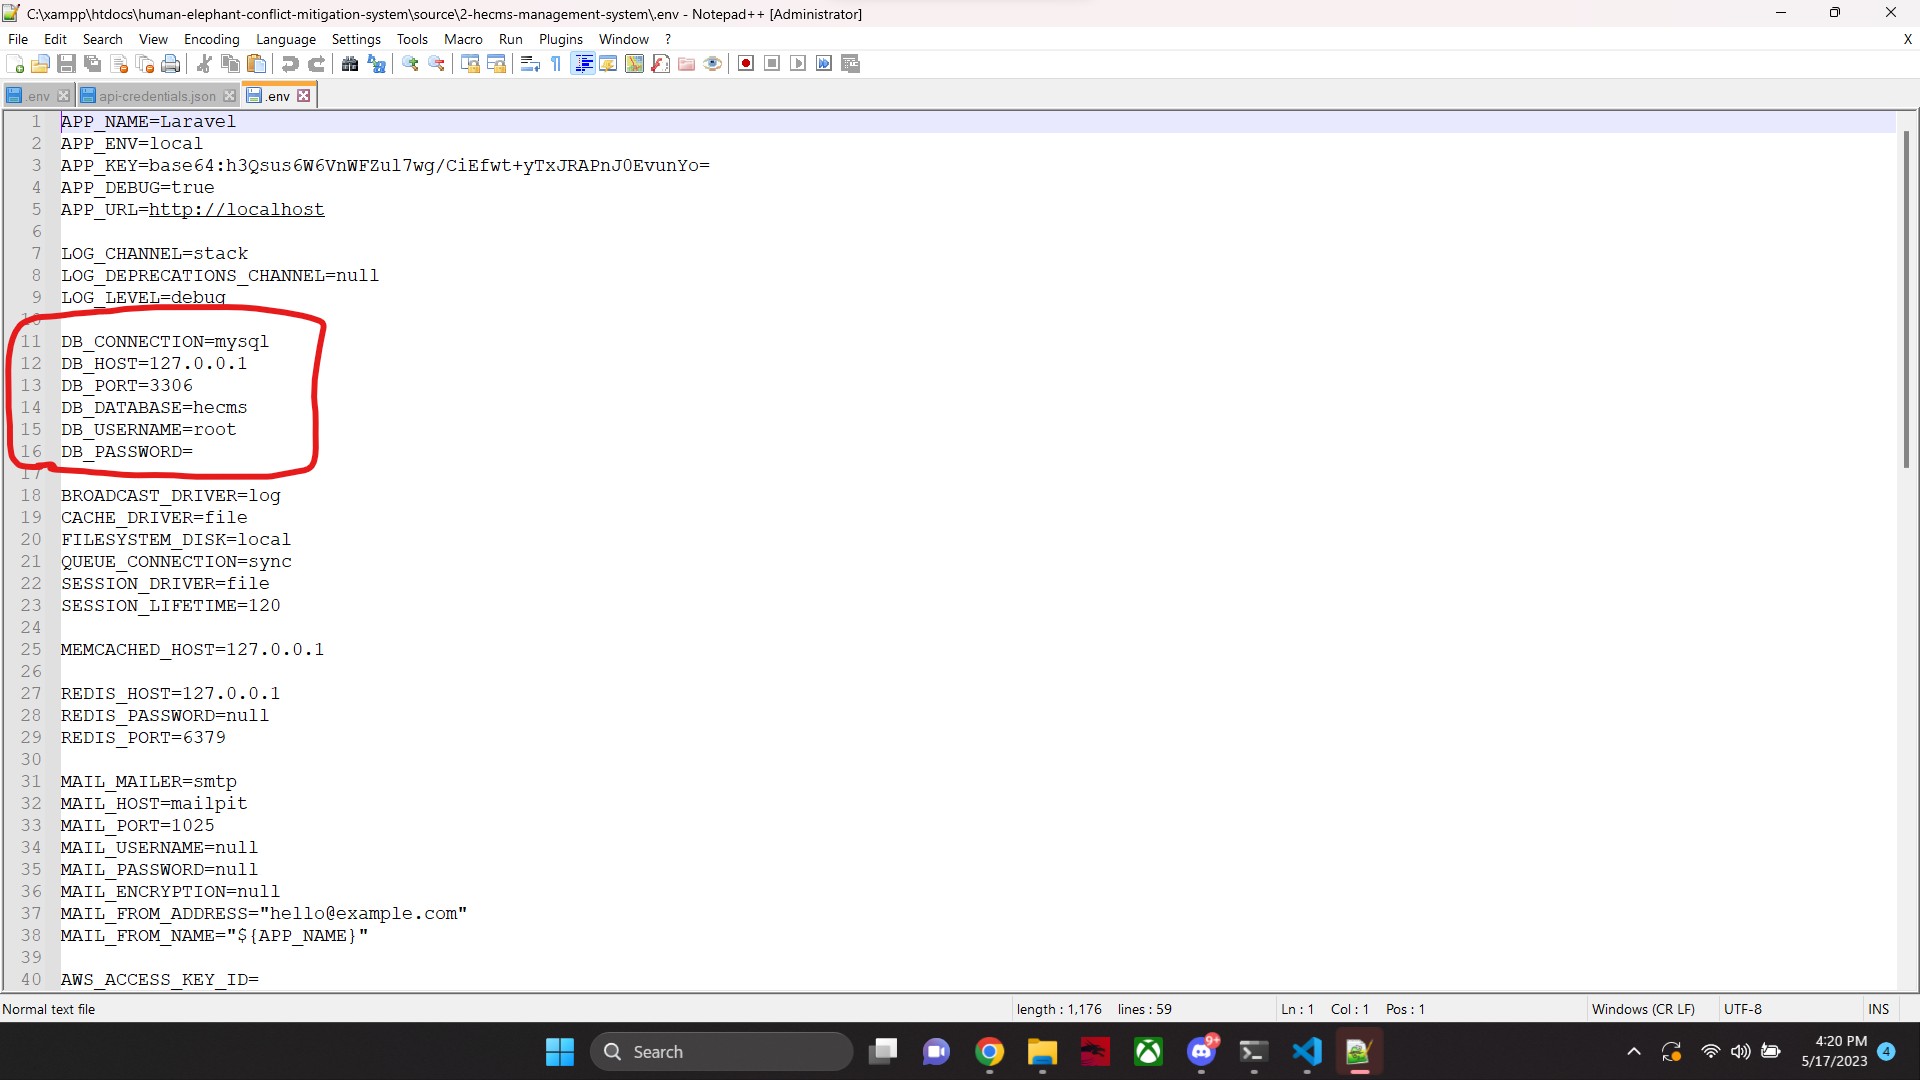 C:\xampp\htdocs\human-elephant-conflict-mitigation-system\source\2-hecms-management-system\.env - Notepad++ [Administrator]
File Edit Search View Encoding Language Settings Tools Macro Run Plugins Window ? X
.env api-credentials.json .env
1 APP_NAME=Laravel
2 APP_ENV=local
3 APP_KEY=base64:h3Qsus6W6VnWFZul7wg/CiEfwt+yTxJRAPnJ0EvunYo=
4 APP_DEBUG=true
5 APP_URL=http://localhost
6
7 LOG_CHANNEL=stack
8 LOG_DEPRECATIONS_CHANNEL=null
9 LOG_LEVEL=debug
10
11 DB_CONNECTION=mysql
12 DB_HOST=127.0.0.1
13 DB_PORT=3306
14 DB_DATABASE=hecms
15 DB_USERNAME=root
16 DB_PASSWORD=
17
18 BROADCAST_DRIVER=log
19 CACHE_DRIVER=file
20 FILESYSTEM_DISK=local
21 QUEUE_CONNECTION=sync
22 SESSION_DRIVER=file
23 SESSION_LIFETIME=120
24
25 MEMCACHED_HOST=127.0.0.1
26
27 REDIS_HOST=127.0.0.1
28 REDIS_PASSWORD=null
29 REDIS_PORT=6379
30
31 MAIL_MAILER=smtp
32 MAIL_HOST=mailpit
33 MAIL_PORT=1025
34 MAIL_USERNAME=null
35 MAIL_PASSWORD=null
36 MAIL_ENCRYPTION=null
37 MAIL_FROM_ADDRESS="hello@example.com"
38 MAIL_FROM_NAME="${APP_NAME}"
39
40 AWS_ACCESS_KEY_ID=
Normal text file length : 1,176 lines : 59 Ln : 1 Col : 1 Pos : 1 Windows (CR LF) UTF-8 INS
Search 9+ 4:20 PM
5/17/2023 4